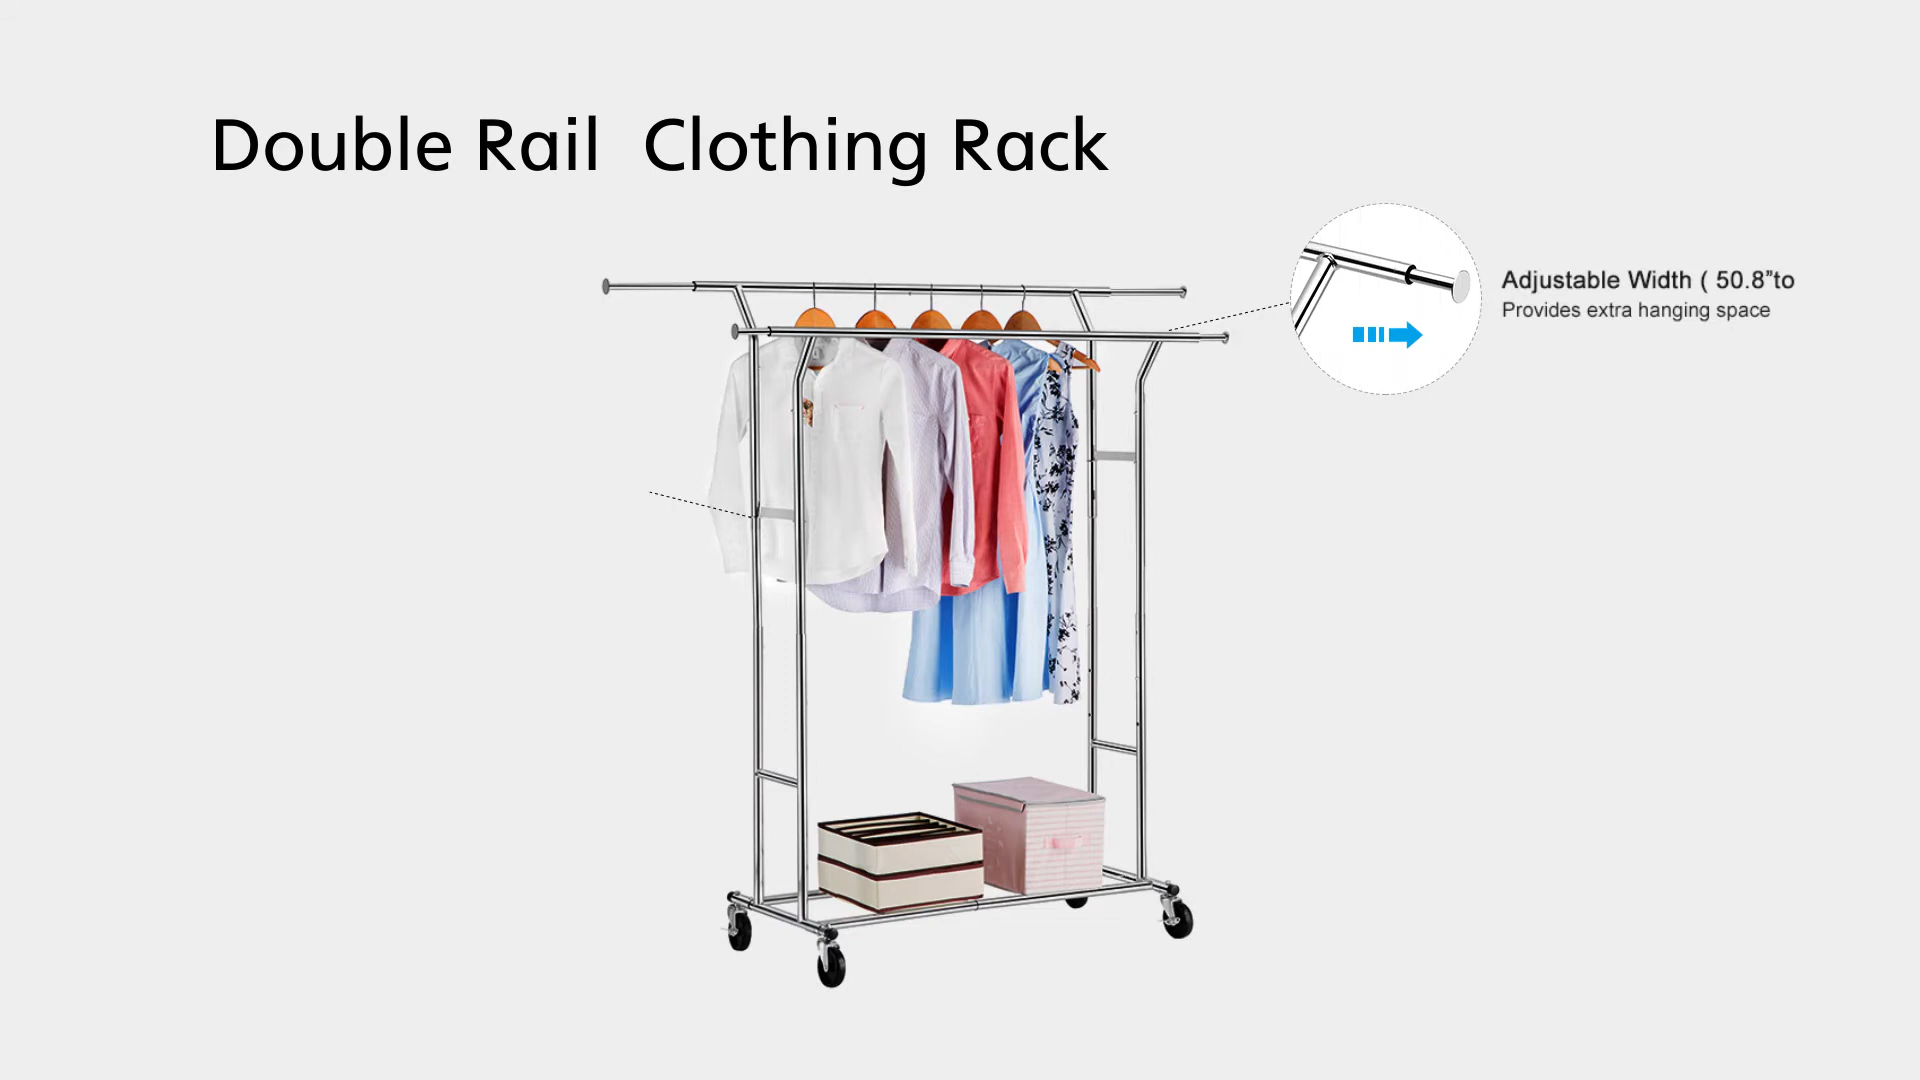 Double Rail  Clothing Rack
Adjustable Width ( 50.8”to
Provides extra hanging space